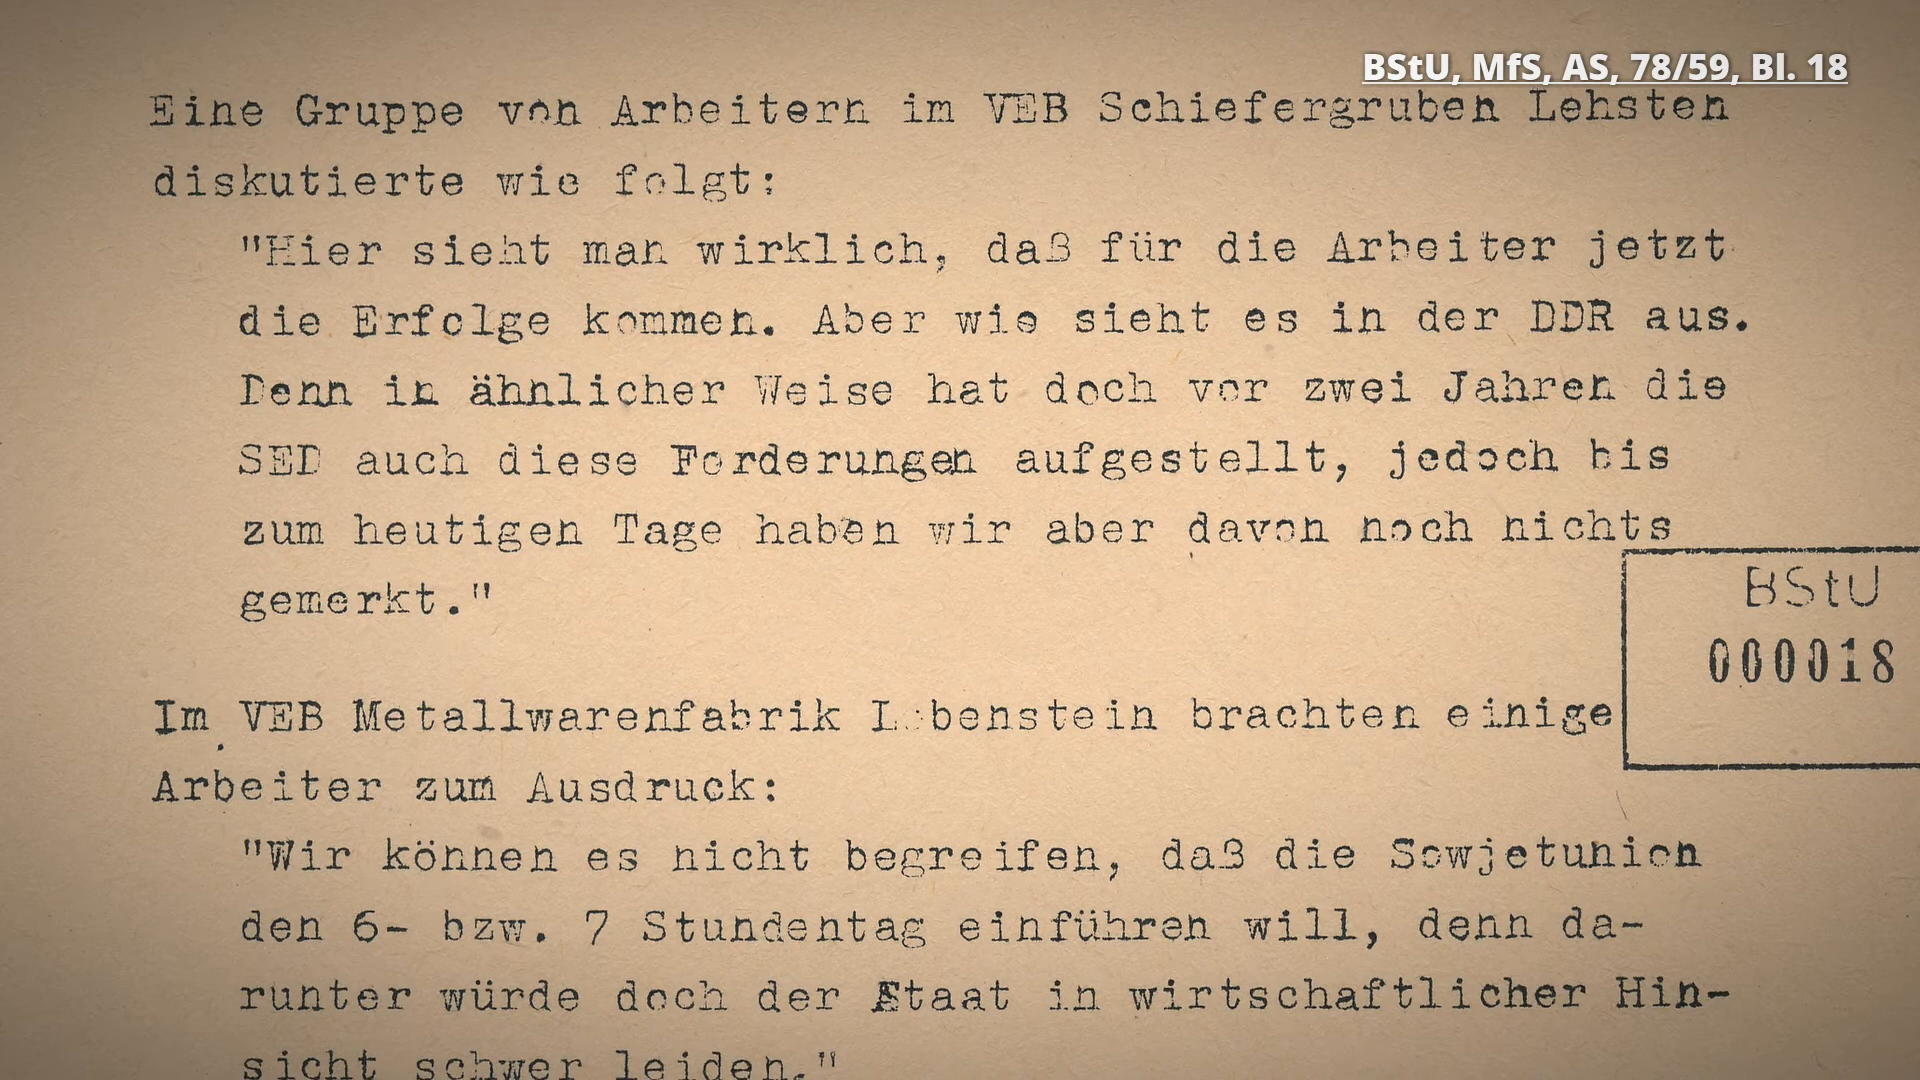 BStU, MfS, AS, 78/59, Bl. 18
Eine Gruppe von Arbeitern im VEB Schiefergruben Lehsten
diskutierte wie folgt:
"Hier sieht man wirklich, daß für die Arbeiter jetzt
die Erfolge kommen. Aber wie sieht es in der DDR aus.
Denn in ähnlicher Weise hat doch vor zwei Jahren die
SED auch diese Forderungen aufgestellt, jedoch bis
zum heutigen Tage haben wir aber davon noch nichts
gemerkt."
BStU
000018
Im VEB Metallwarenfabrik Lobenstein brachten einige
Arbeiter zum Ausdruck:
"Wir können es nicht begreifen, daß die Sowjetunion
den 6- bzw. 7 Stundentag einführen will, denn da-
runter würde doch der Staat in wirtschaftlicher Hin-
sicht schwer leiden."